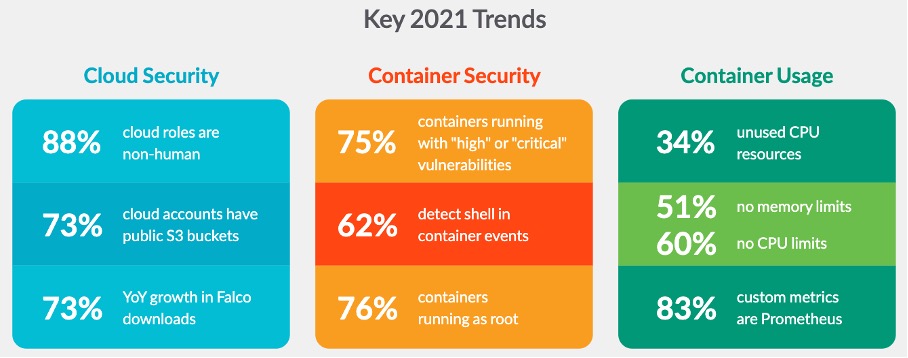 Key 2021 Trends
Cloud Security
88% cloud roles are
non-human
73% cloud accounts have
public S3 buckets
73% YoY growth in Falco
downloads
Container Security
75% containers running
with "high" or "critical"
vulnerabilities
62% detect shell in
container events
76% containers
running as root
Container Usage
34% unused CPU
resources
51% no memory limits
60% no CPU limits
83% custom metrics
are Prometheus